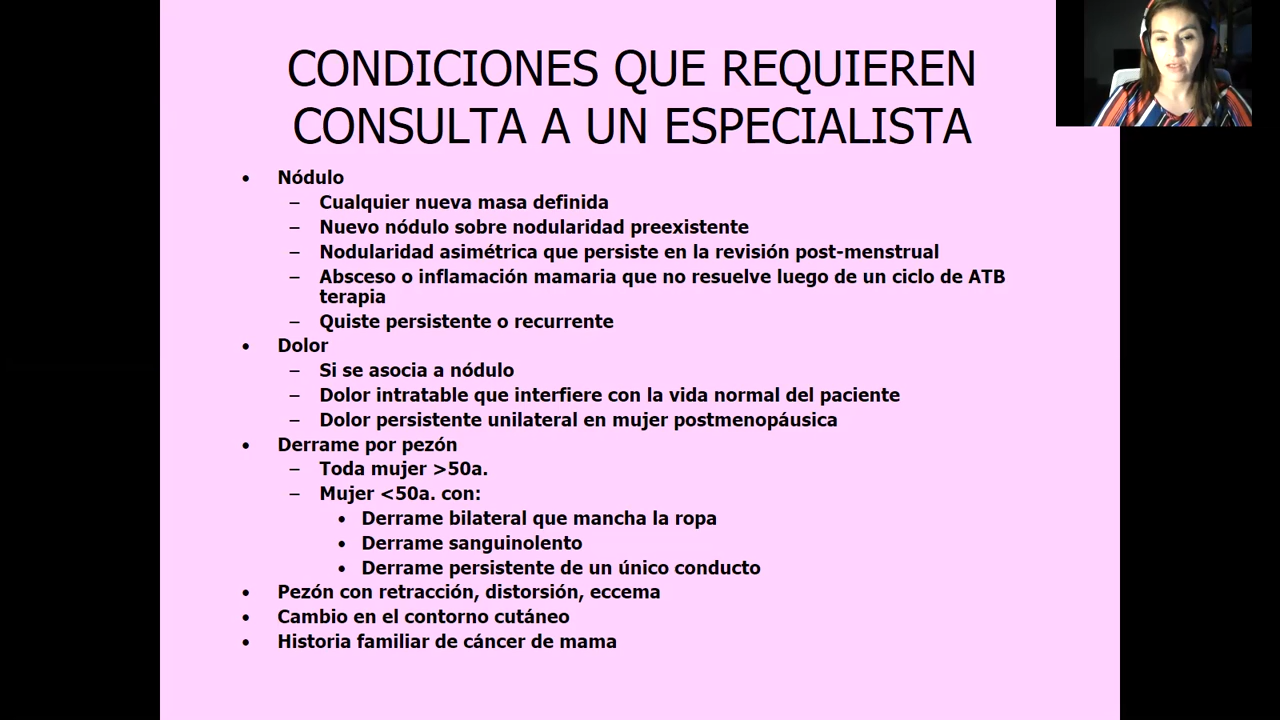 CONDICIONES QUE REQUIEREN
CONSULTA A UN ESPECIALISTA
• Nódulo
– Cualquier nueva masa definida
– Nuevo nódulo sobre nodularidad preexistente
– Nodularidad asimétrica que persiste en la revisión post-menstrual
– Absceso o inflamación mamaria que no resuelve luego de un ciclo de ATB
terapia
– Quiste persistente o recurrente
• Dolor
– Si se asocia a nódulo
– Dolor intratable que interfiere con la vida normal del paciente
– Dolor persistente unilateral en mujer postmenopáusica
• Derrame por pezón
– Toda mujer >50a.
– Mujer <50a. con:
• Derrame bilateral que mancha la ropa
• Derrame sanguinolento
• Derrame persistente de un único conducto
• Pezón con retracción, distorsión, eccema
• Cambio en el contorno cutáneo
• Historia familiar de cáncer de mama